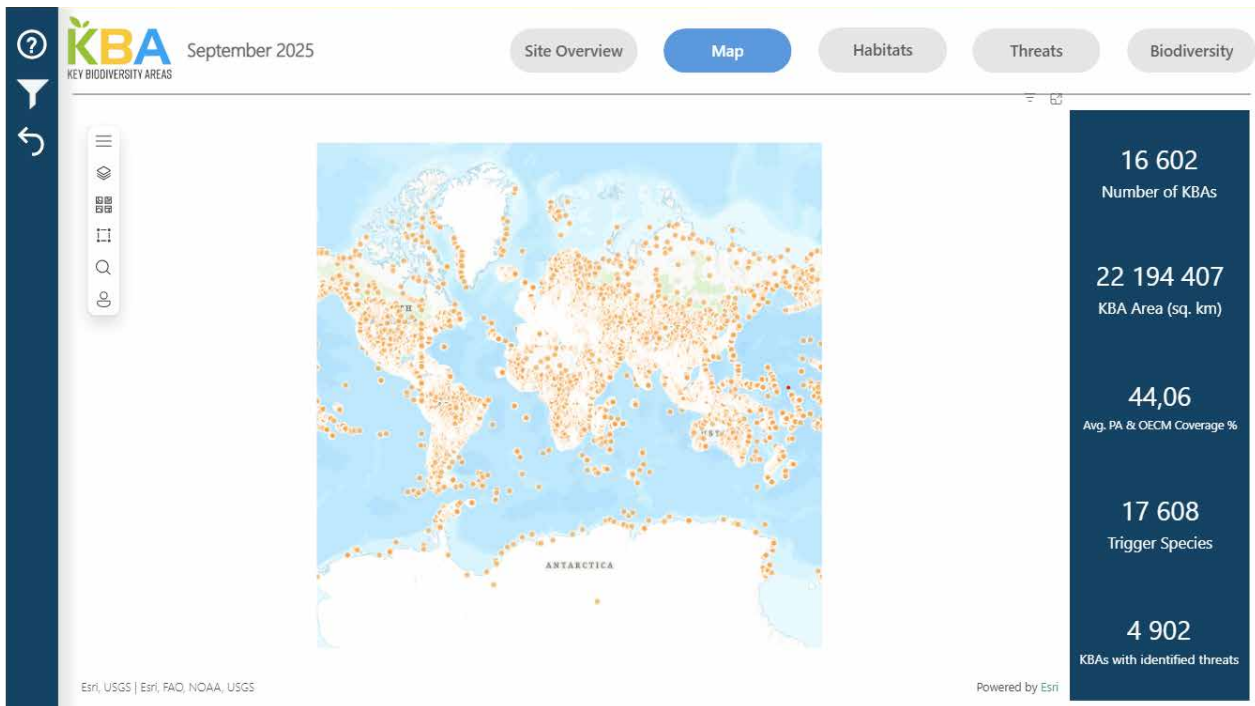 KBA
KEY BIODIVERSITY AREAS
September 2025
Site Overview
Map
Habitats
Threats
Biodiversity
16 602
Number of KBAs
22 194 407
KBA Area (sq. km)
44,06
Avg. PA & OECM Coverage %
17 608
Trigger Species
4 902
KBAs with identified threats
ANTARCTICA
Esri, USGS | Esri, FAO, NOAA, USGS
Powered by Esri